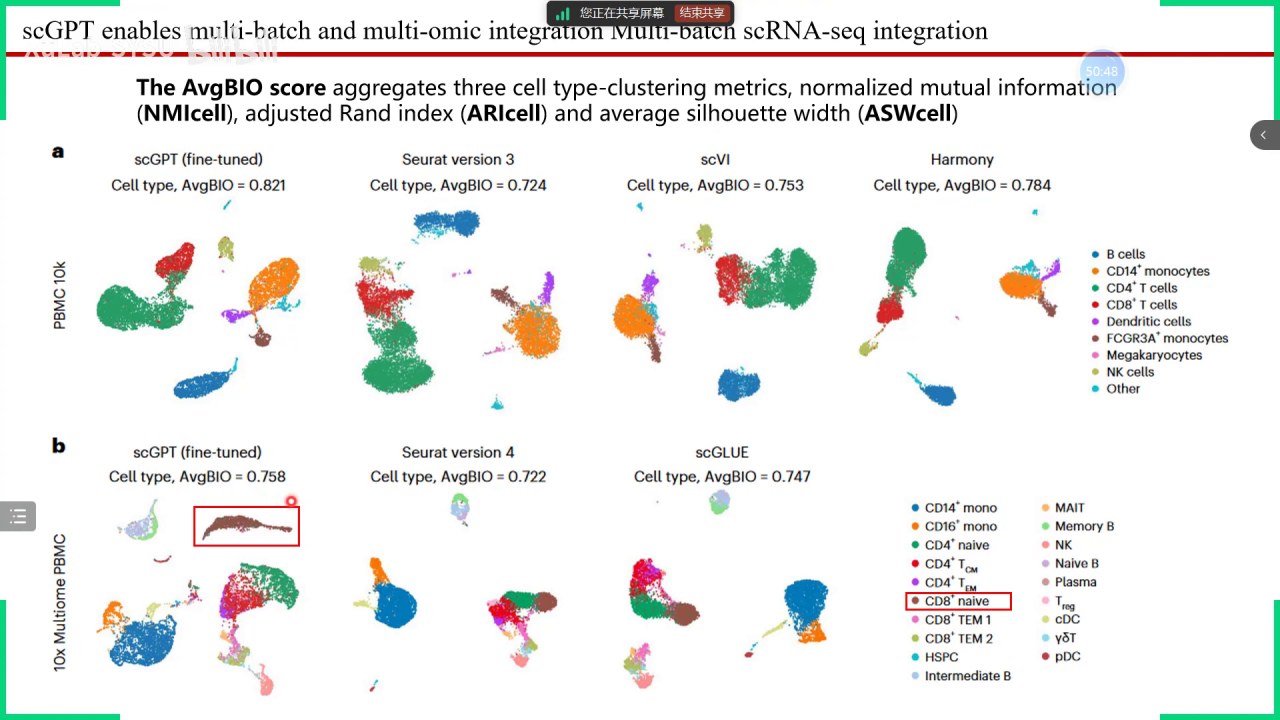 您正在共享屏幕 结束共享
scGPT enables multi-batch and multi-omic integration Multi-batch scRNA-seq integration
bilibili
50:48
The AvgBIO score aggregates three cell type-clustering metrics, normalized mutual information
(NMIcell), adjusted Rand index (ARIcell) and average silhouette width (ASWcell)
a
scGPT (fine-tuned)
Cell type, AvgBIO = 0.821
Seurat version 3
Cell type, AvgBIO = 0.724
scVI
Cell type, AvgBIO = 0.753
Harmony
Cell type, AvgBIO = 0.784
PBMC 10k
B cells
CD14⁺ monocytes
CD4⁺ T cells
CD8⁺ T cells
Dendritic cells
FCGR3A⁺ monocytes
Megakaryocytes
NK cells
Other
b
scGPT (fine-tuned)
Cell type, AvgBIO = 0.758
Seurat version 4
Cell type, AvgBIO = 0.722
scGLUE
Cell type, AvgBIO = 0.747
10x Multiome PBMC
CD14⁺ mono
CD16⁺ mono
CD4⁺ naive
CD4⁺ TCM
CD4⁺ TEM
CD8⁺ naive
CD8⁺ TEM 1
CD8⁺ TEM 2
HSPC
Intermediate B
MAIT
Memory B
NK
Naive B
Plasma
Treg
cDC
γδT
pDC